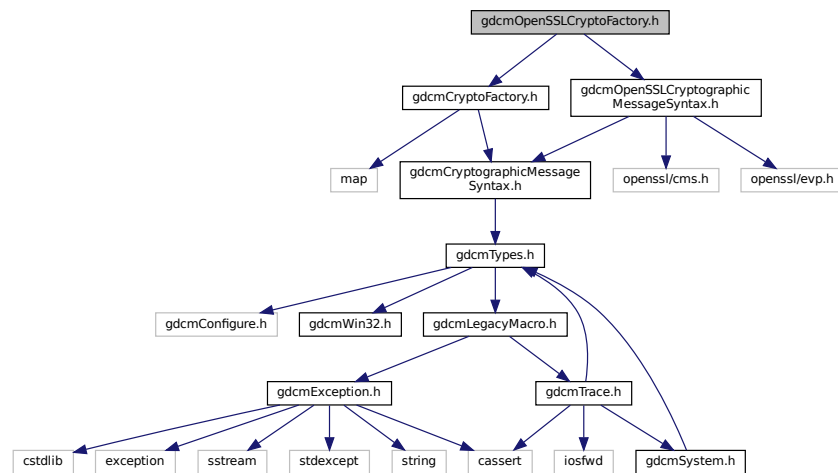 gdcmOpenSSLCryptoFactory.h
gdcmCryptoFactory.h
gdcmOpenSSLCryptographic
MessageSyntax.h
map
gdcmCryptographicMessage
Syntax.h
openssl/cms.h
openssl/evp.h
gdcmTypes.h
gdcmConfigure.h
gdcmWin32.h
gdcmLegacyMacro.h
gdcmException.h
gdcmTrace.h
cstdlib
exception
sstream
stdexcept
string
cassert
iosfwd
gdcmSystem.h